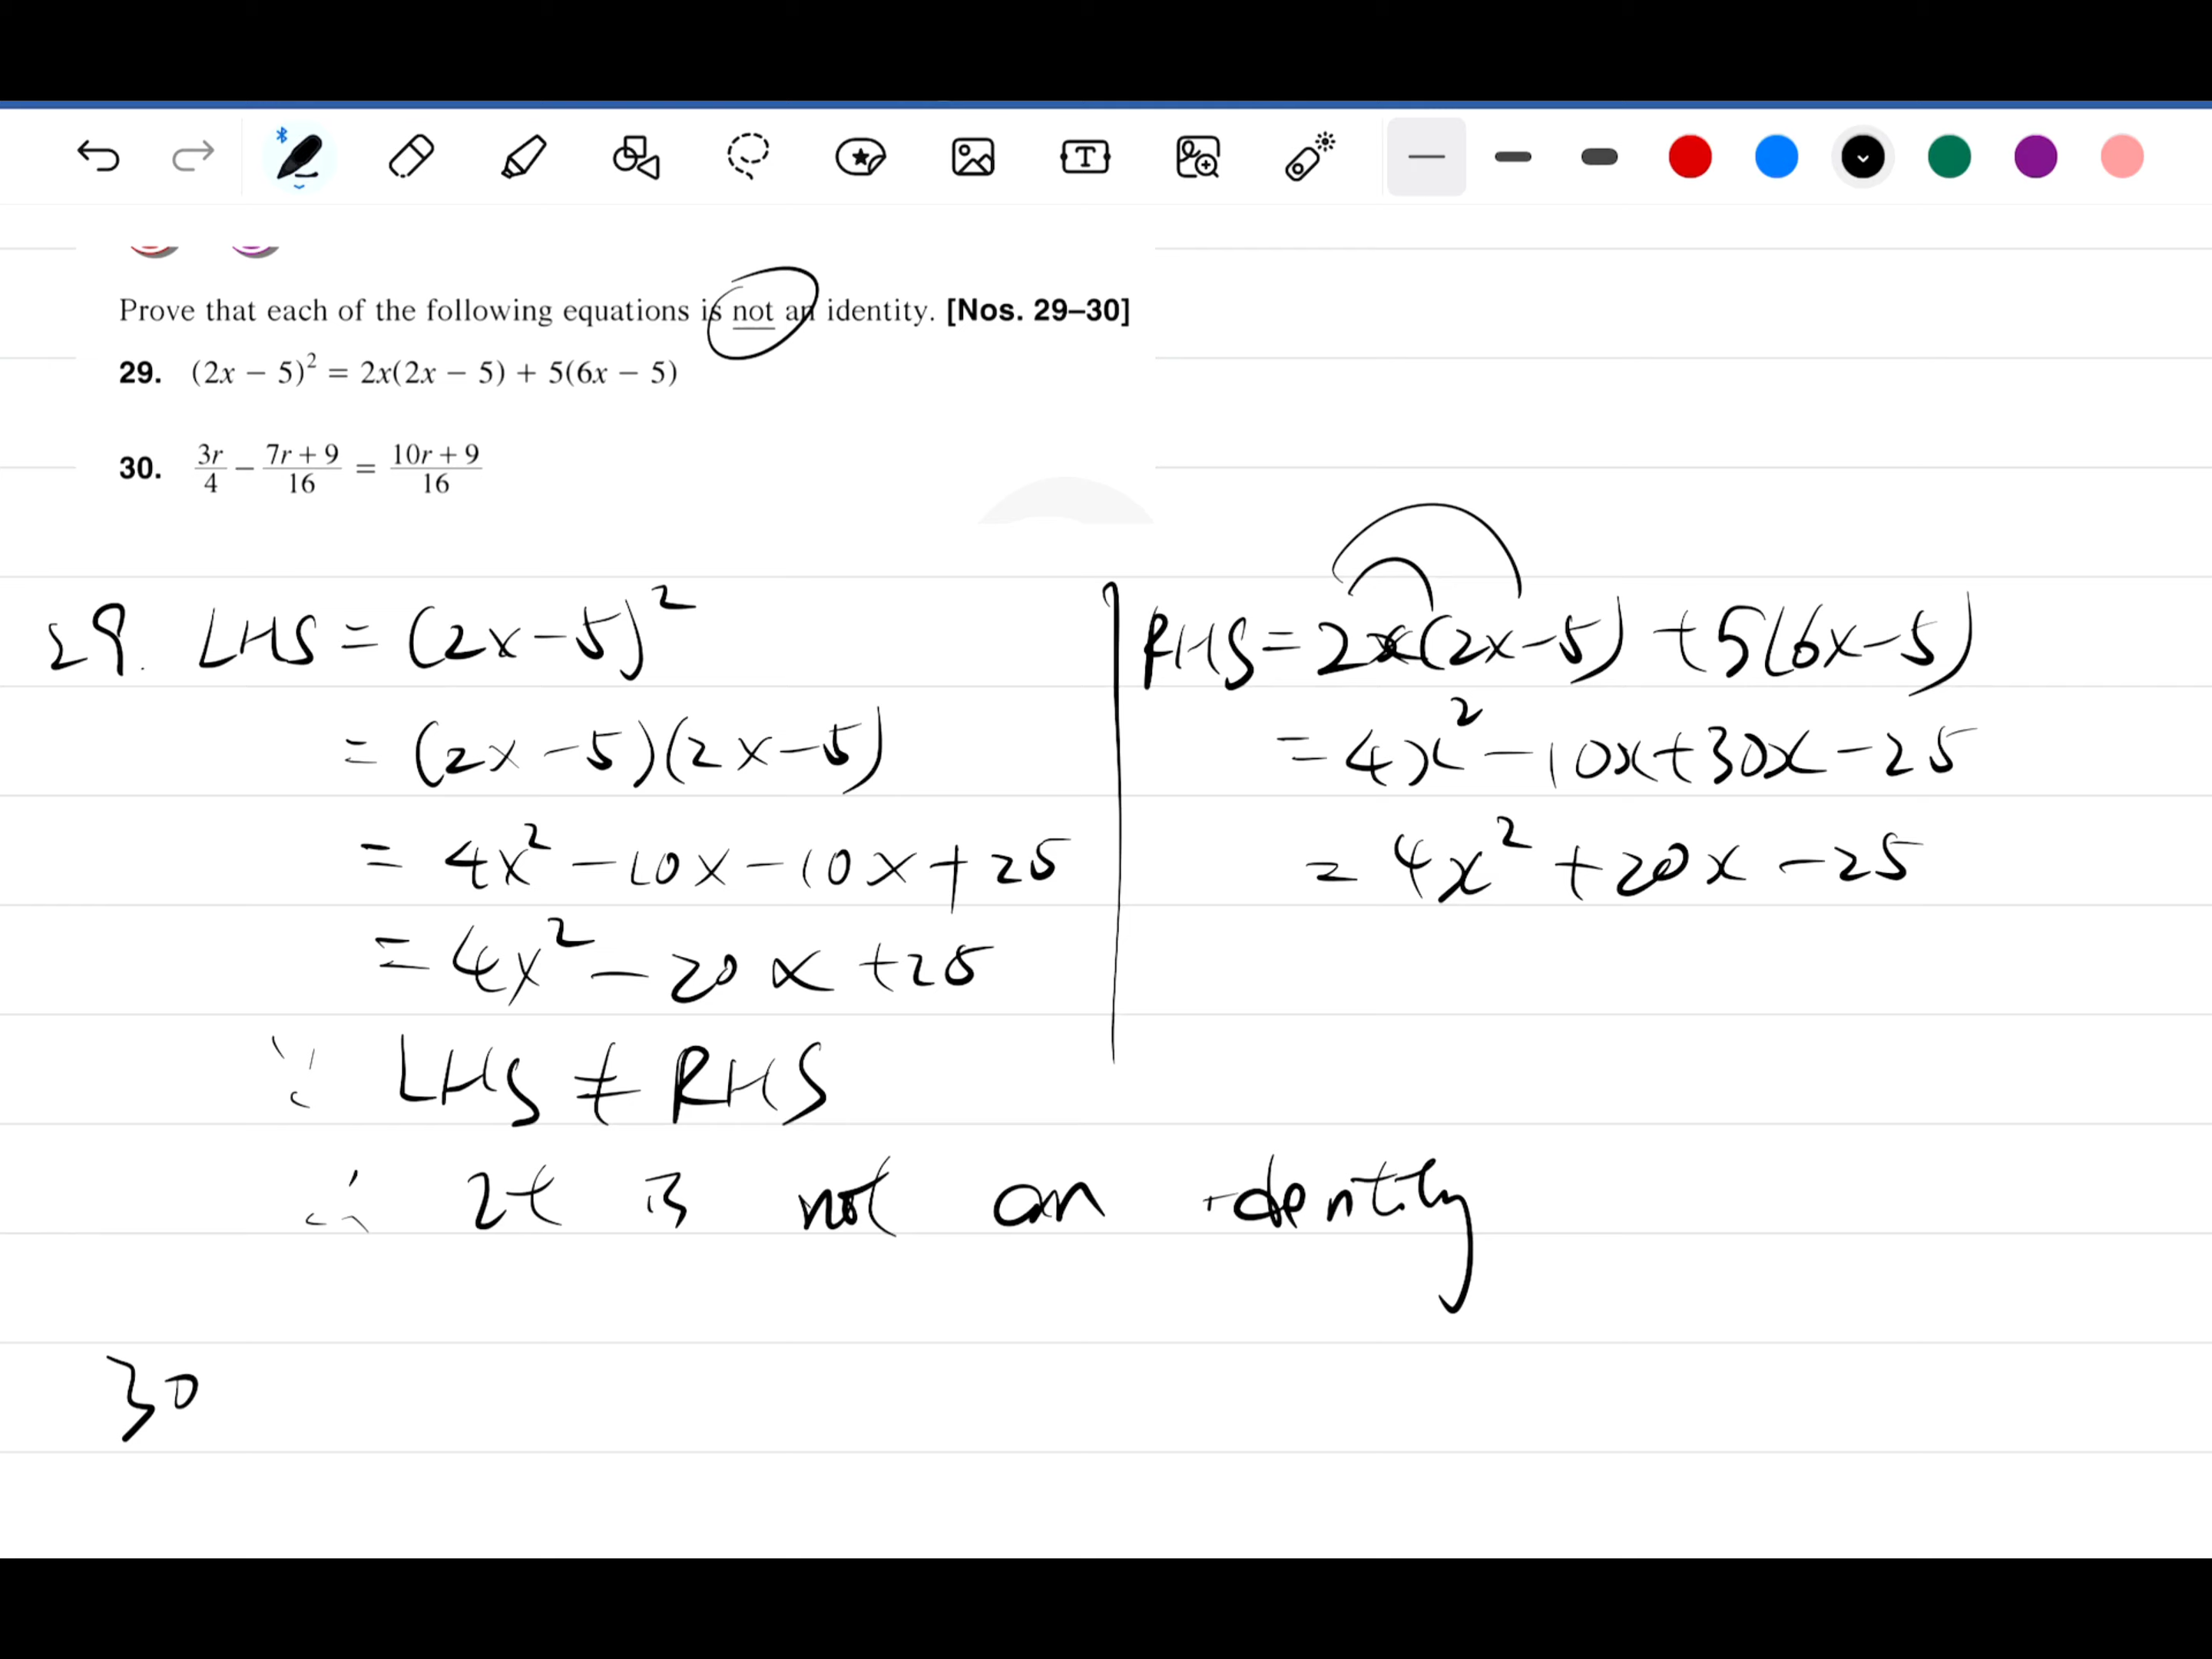 Prove that each of the following equations is not an identity. [Nos. 29–30]
29. (2x − 5)² = 2x(2x − 5) + 5(6x − 5)
30. 3r/4 − (7r + 9)/16 = (10r + 9)/16
29. LHS = (2x-5)²
= (2x-5)(2x-5)
= 4x² -10x -10x +25
= 4x² - 20x +25
RHS = 2x(2x-5) +5(6x-5)
= 4x² -10x+30x-25
= 4x² +20x -25
∵ LHS ≠ RHS
∴ It is not an identity
30